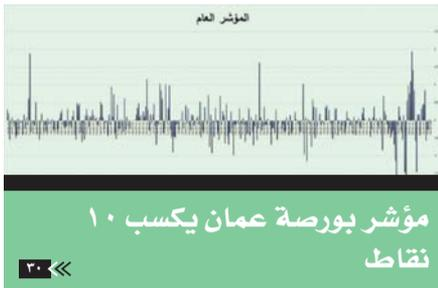 المؤشر العام
مؤشر بورصة عمان يكسب ١٠
نقاط
٣٠